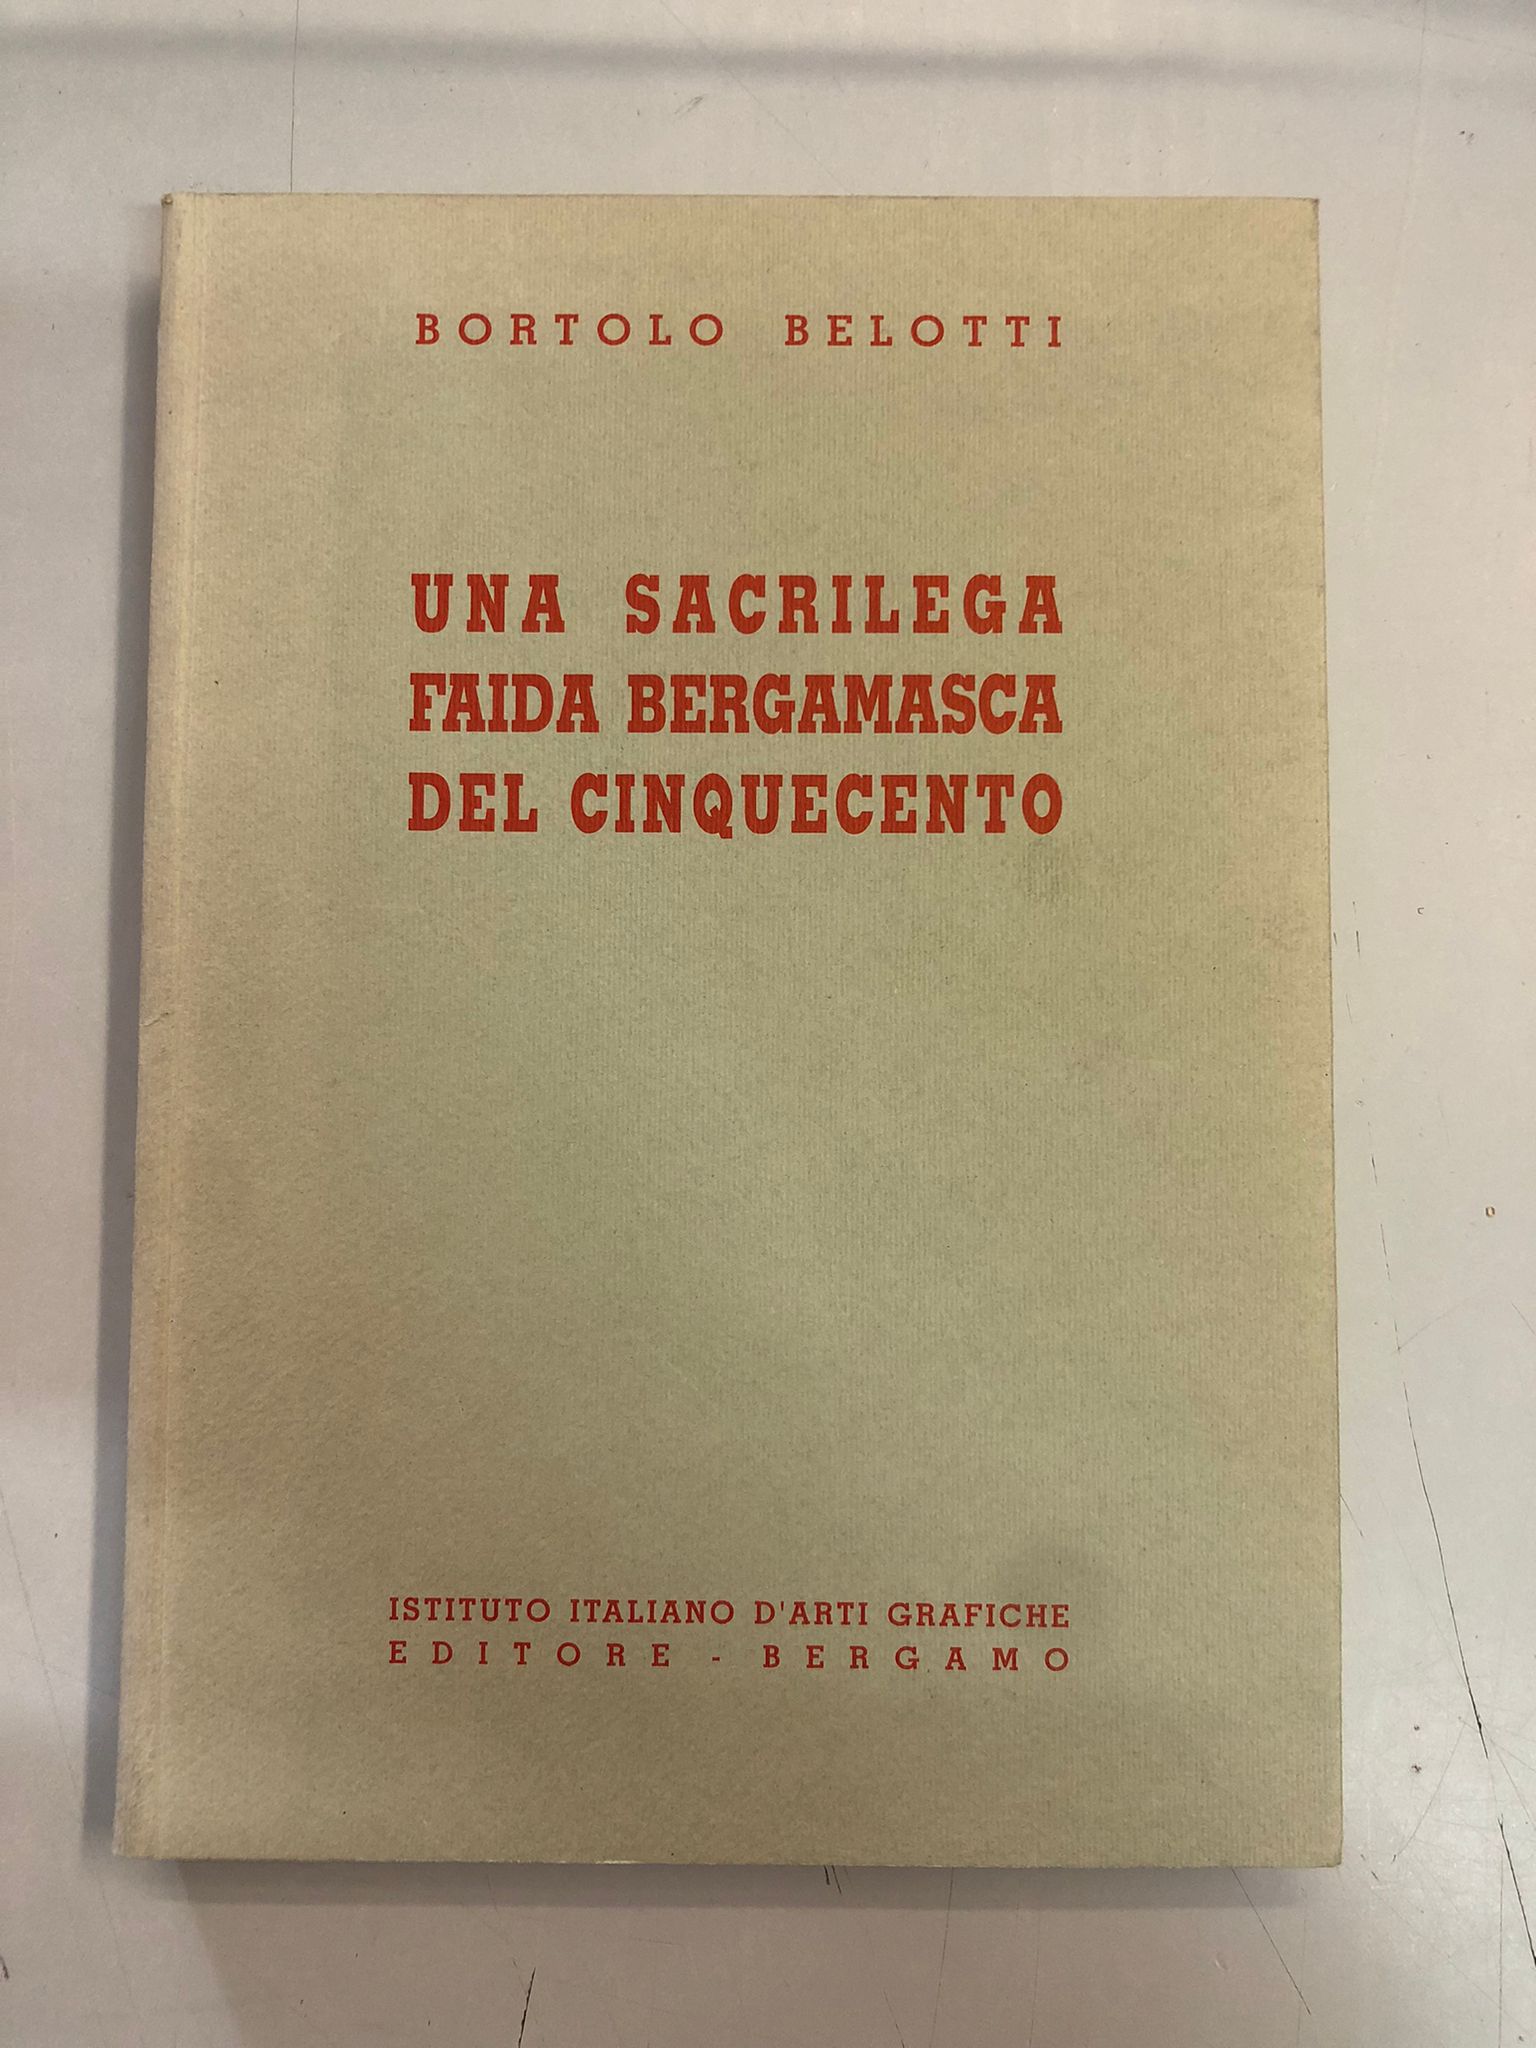 BORTOLO BELOTTI
UNA SACRILEGA
FAIDA BERGAMASCA
DEL CINQUECENTO
ISTITUTO ITALIANO D'ARTI GRAFICHE
EDITORE - BERGAMO